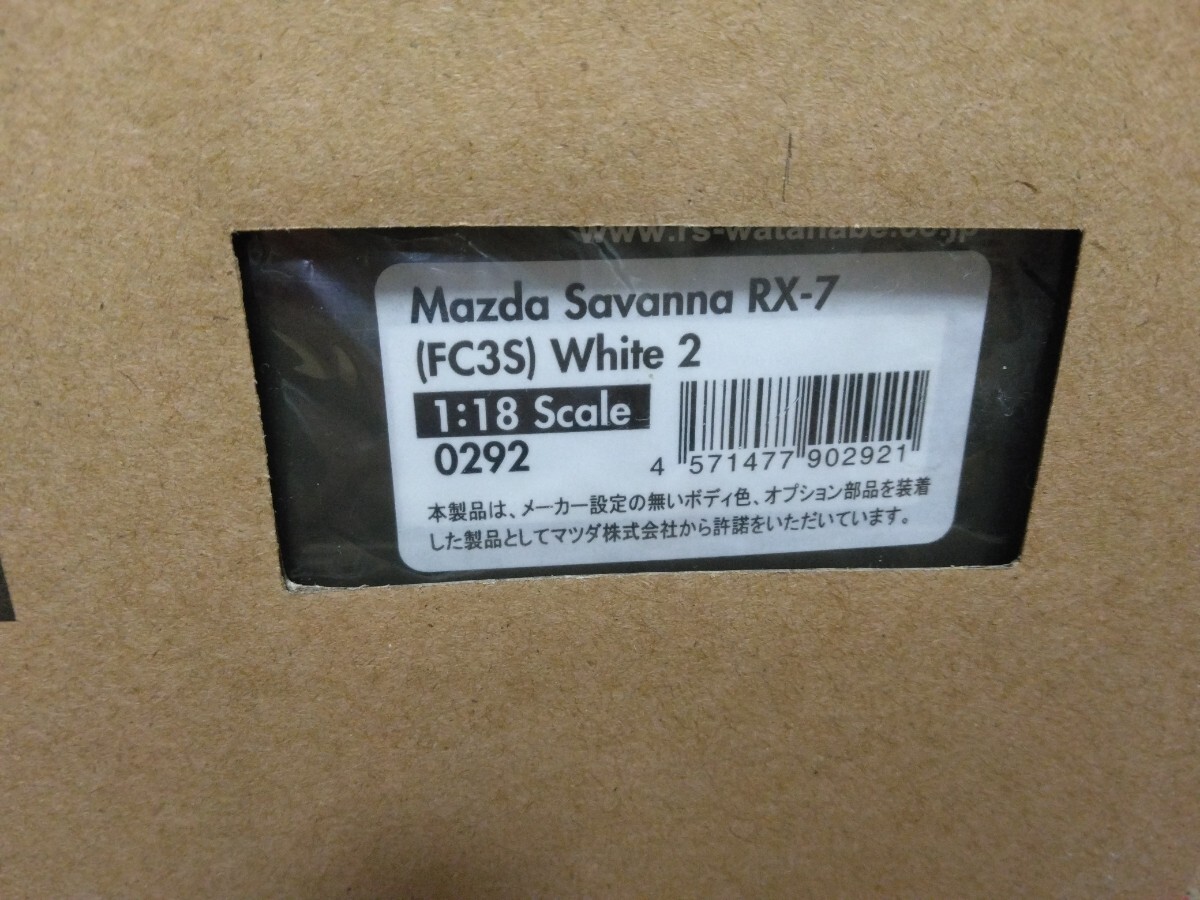 www.rs-watanabe.co.jp
Mazda Savanna RX-7
(FC3S) White 2
1:18 Scale
0292
4 571477 902921
本製品は、メーカー設定の無いボディ色、オプション部品を装着
した製品としてマツダ株式会社から許諾をいただいています。